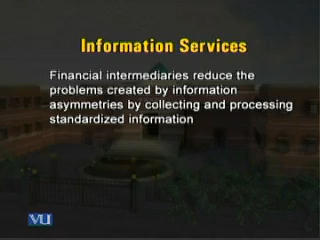 Information Services
Financial intermediaries reduce the
problems created by information
asymmetries by collecting and processing
standardized information
VU